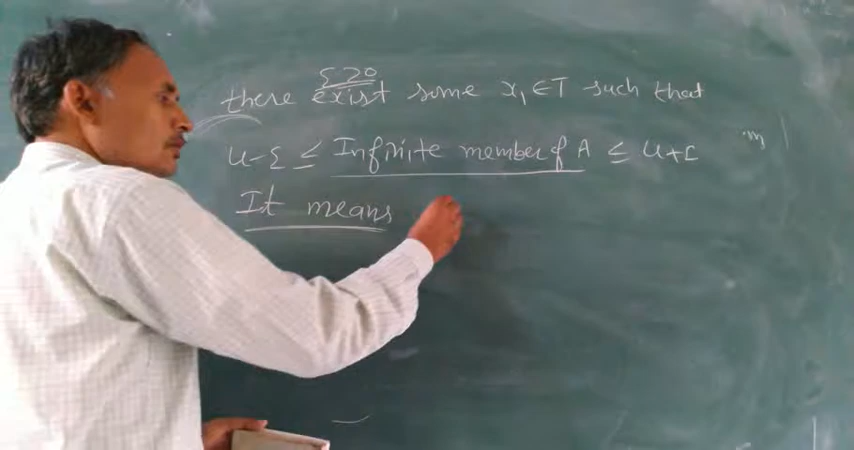 ε>0
there exist some x₁ ∈ T such that
u-ε ≤ Infinite member of A ≤ u+ε
It means